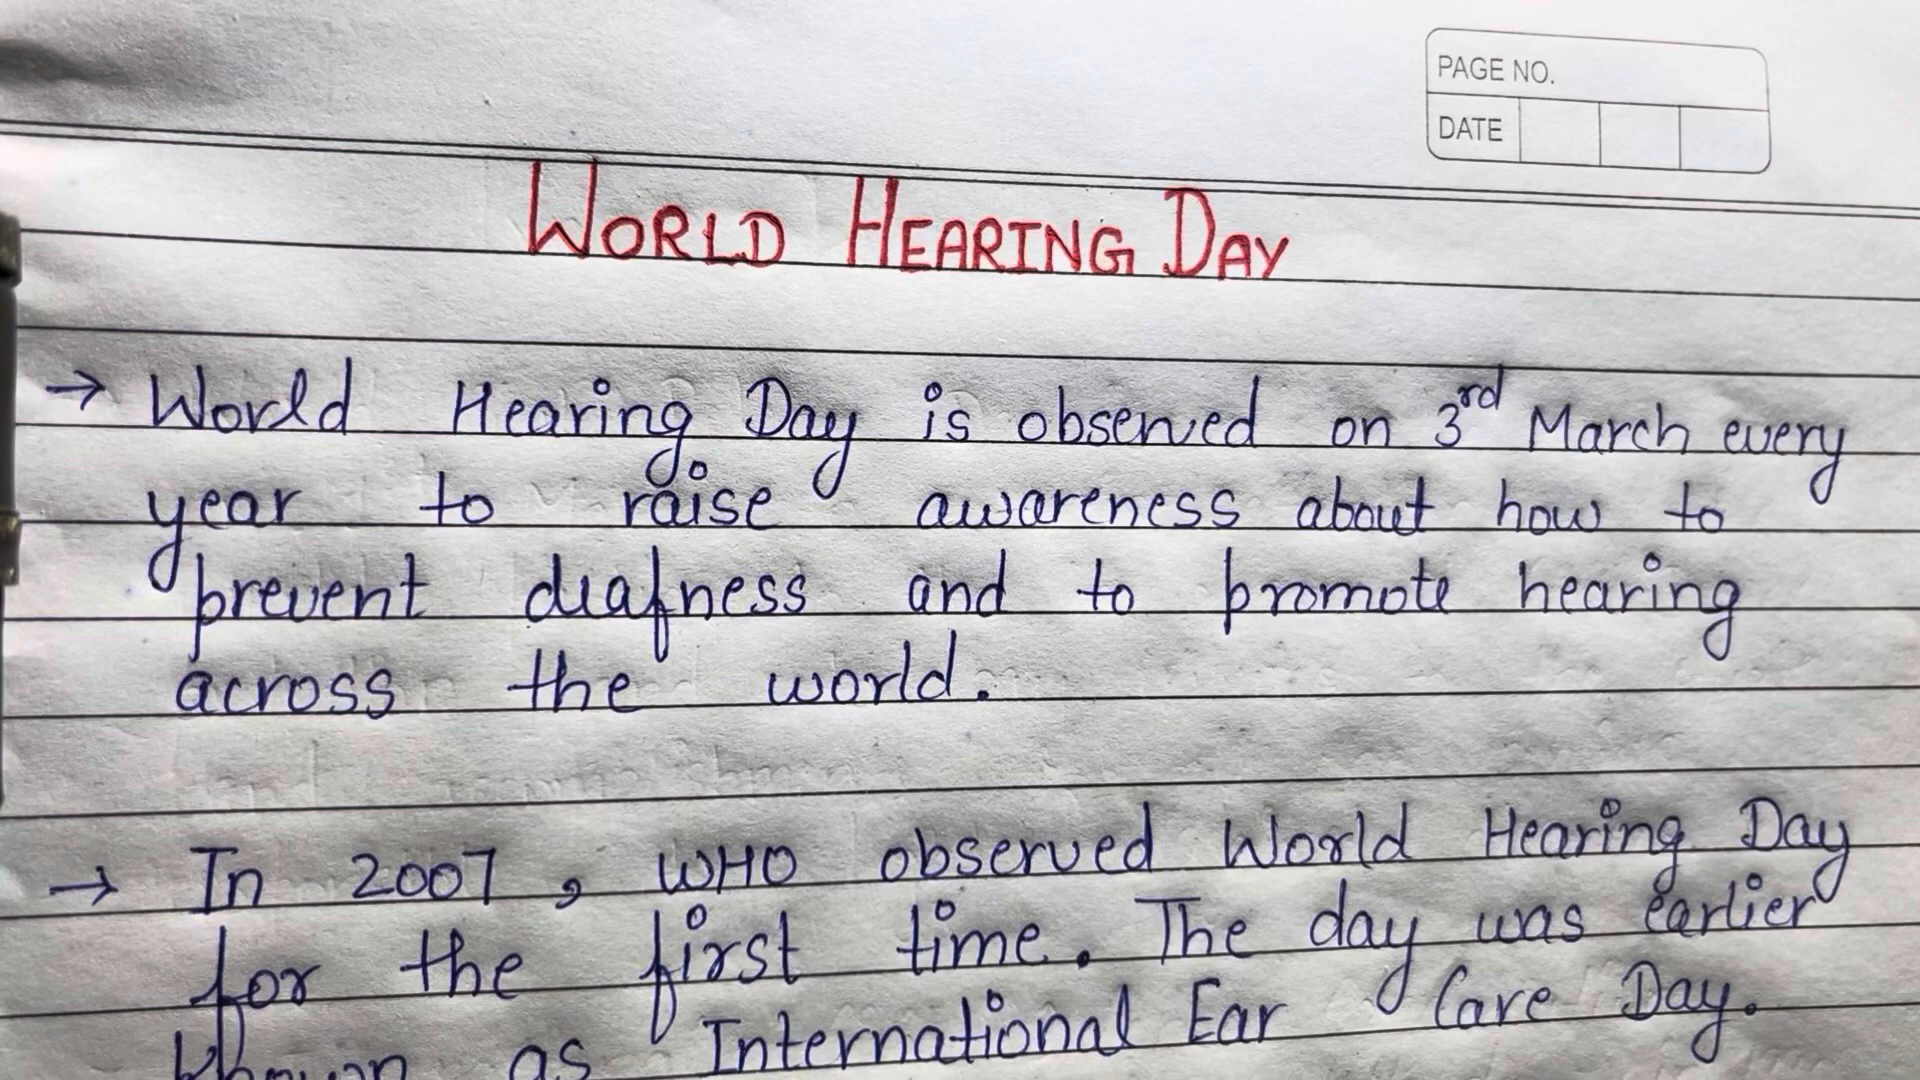 PAGE NO.
DATE
WORLD HEARING DAY
→ World Hearing Day is observed on 3rd March every
year to raise awareness about how to
prevent deafness and to promote hearing
across the world.
→ In 2007, WHO observed World Hearing Day
for the first time. The day was earlier
known as International Ear Care Day.